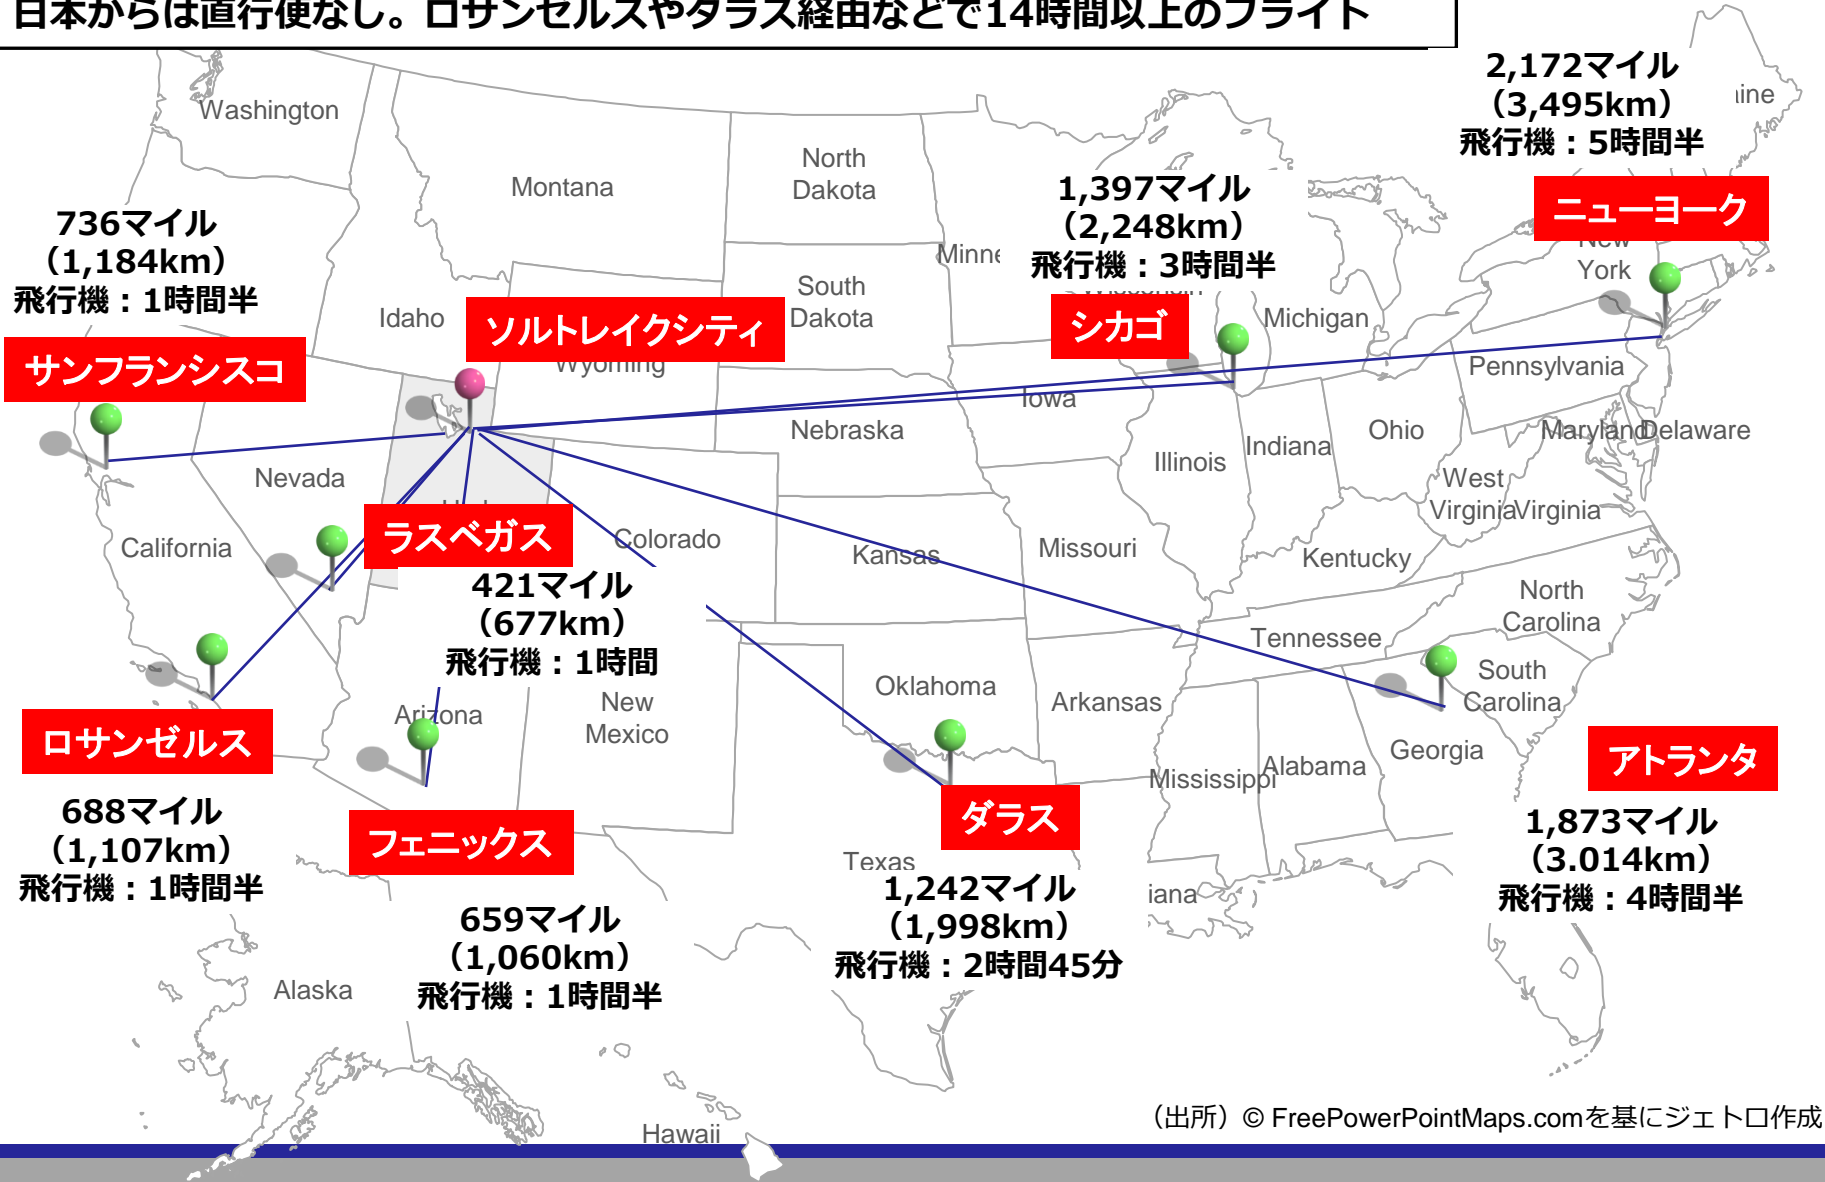 日本からは直行便なし。ロサンゼルスやダラス経由などで14時間以上のフライト
2,172マイル
（3,495km）
飛行機：5時間半
ニューヨーク
New
York
Washington
Montana
North
Dakota
1,397マイル
（2,248km）
飛行機：3時間半
シカゴ
Michigan
736マイル
（1,184km）
飛行機：1時間半
サンフランシスコ
Idaho
ソルトレイクシティ
Wyoming
South
Dakota
Iowa
Nebraska
Pennsylvania
Maryland
Delaware
Ohio
Indiana
Illinois
West
Virginia
Virginia
Nevada
California
ラスベガス
421マイル
（677km）
飛行機：1時間
Colorado
Kansas
Missouri
Kentucky
North
Carolina
Tennessee
South
Carolina
Oklahoma
Arkansas
New
Mexico
Arizona
ロサンゼルス
688マイル
（1,107km）
飛行機：1時間半
フェニックス
659マイル
（1,060km）
飛行機：1時間半
ダラス
Texas
1,242マイル
（1,998km）
飛行機：2時間45分
Mississippi
Alabama
Georgia
アトランタ
1,873マイル
（3.014km）
飛行機：4時間半
iana
Alaska
Hawaii
（出所）© FreePowerPointMaps.comを基にジェトロ作成